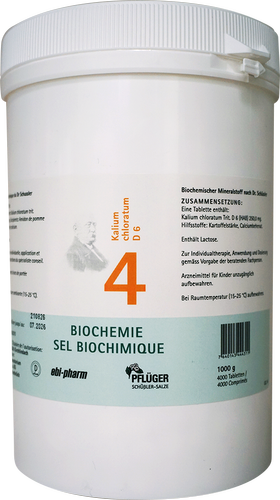 Kalium
chloratum
D 6
4
BIOCHEMIE
SEL BIOCHIMIQUE
ebi-pharm
PFLÜGER
SCHÜSSLER-SALZE
210828
07.2026
Biochemischer Mineralstoff nach Dr. Schüssler
ZUSAMMENSETZUNG:
Eine Tablette enthält:
Kalium chloratum Trit. D 6 (HAB) 250,0 mg
Hilfsstoffe: Kartoffelstärke, Calciumbehenat.
Enthält Lactose.
Zur Individualtherapie, Anwendung und Dosierung
gemäss Vorgabe der beratenden Fachperson.
Arzneimittel für Kinder unzugänglich
aufbewahren.
Bei Raumtemperatur (15-25 °C) aufbewahren.
1000 g
4000 Tabletten /
4000 Comprimés